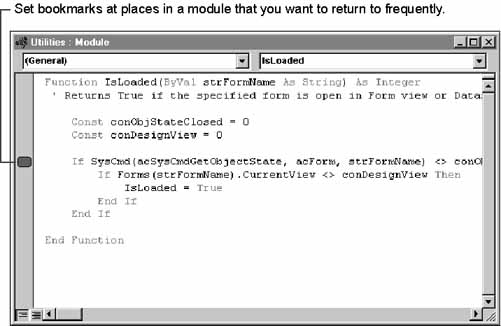 Set bookmarks at places in a module that you want to return to frequently.
Utilities : Module
(General) IsLoaded
Function IsLoaded(ByVal strFormName As String) As Integer
' Returns True if the specified form is open in Form view or Data
Const conObjStateClosed = 0
Const conDesignView = 0
If SysCmd(acSysCmdGetObjectState, acForm, strFormName) <> conO
If Forms(strFormName).CurrentView <> conDesignView Then
IsLoaded = True
End If
End If
End Function